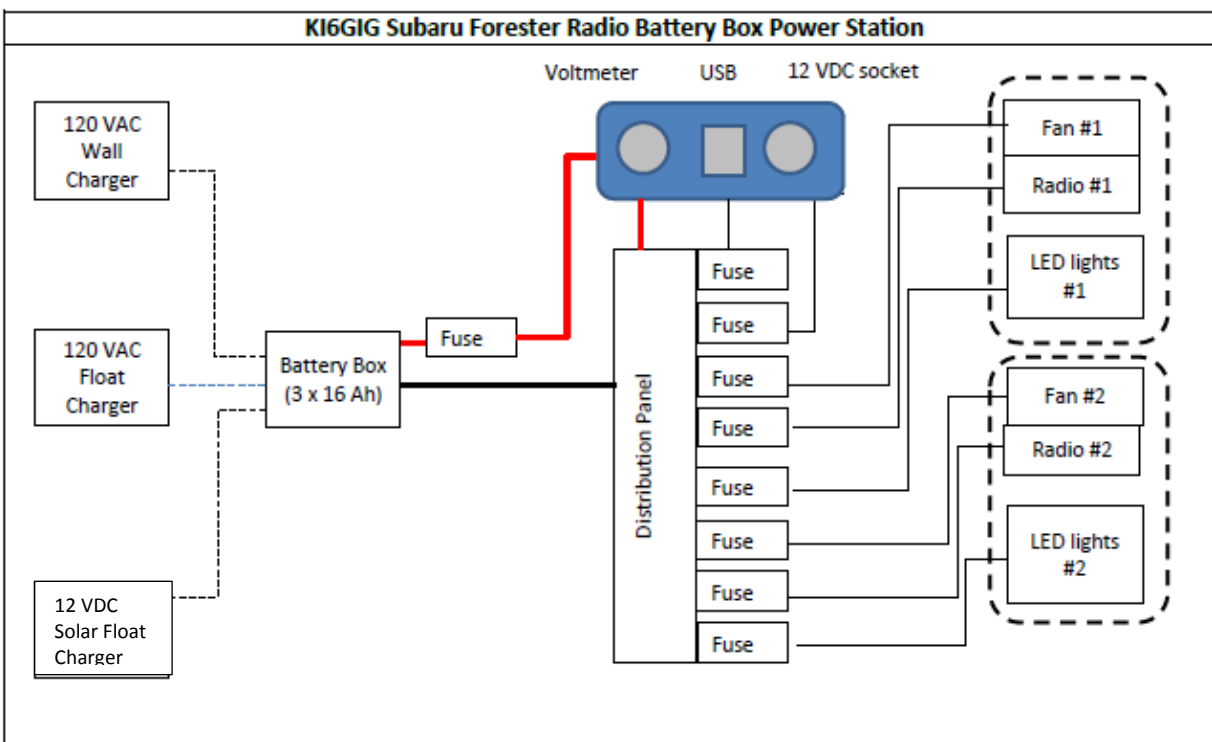 KI6GIG Subaru Forester Radio Battery Box Power Station
Voltmeter USB 12 VDC socket
120 VAC
Wall
Charger
120 VAC
Float
Charger
12 VDC
Solar Float
Charger
Battery Box
(3 x 16 Ah)
Fuse
Distribution Panel
Fuse
Fuse
Fuse
Fuse
Fuse
Fuse
Fuse
Fuse
Fan #1
Radio #1
LED lights
#1
Fan #2
Radio #2
LED lights
#2